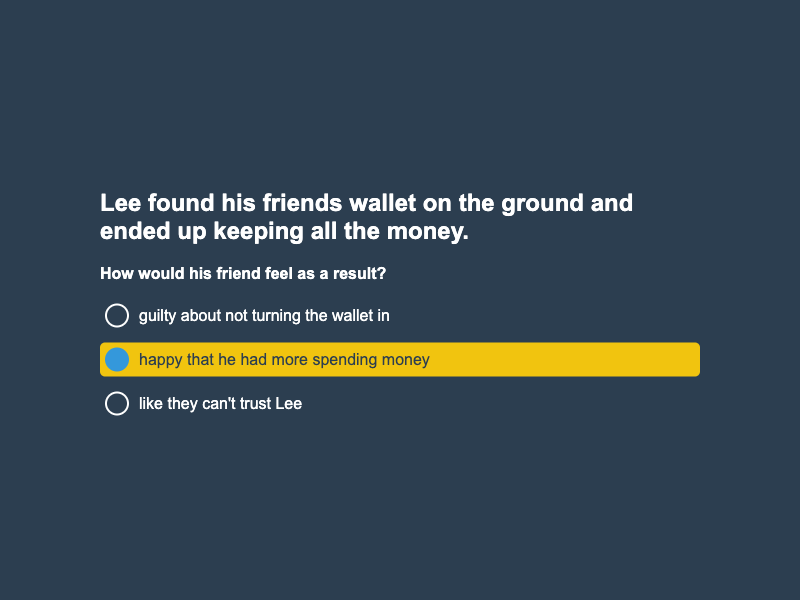 Lee found his friends wallet on the ground and
ended up keeping all the money.
How would his friend feel as a result?
guilty about not turning the wallet in
happy that he had more spending money
like they can't trust Lee